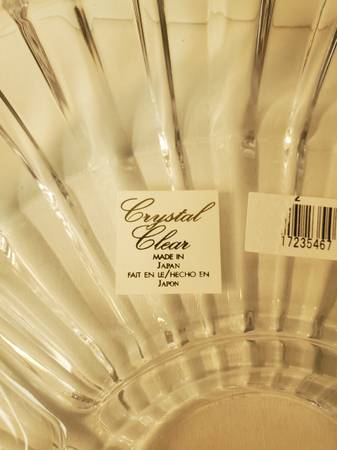 Crystal
Clear
MADE IN
JAPAN
FAIT EN LE/HECHO EN
JAPON
2
17235467